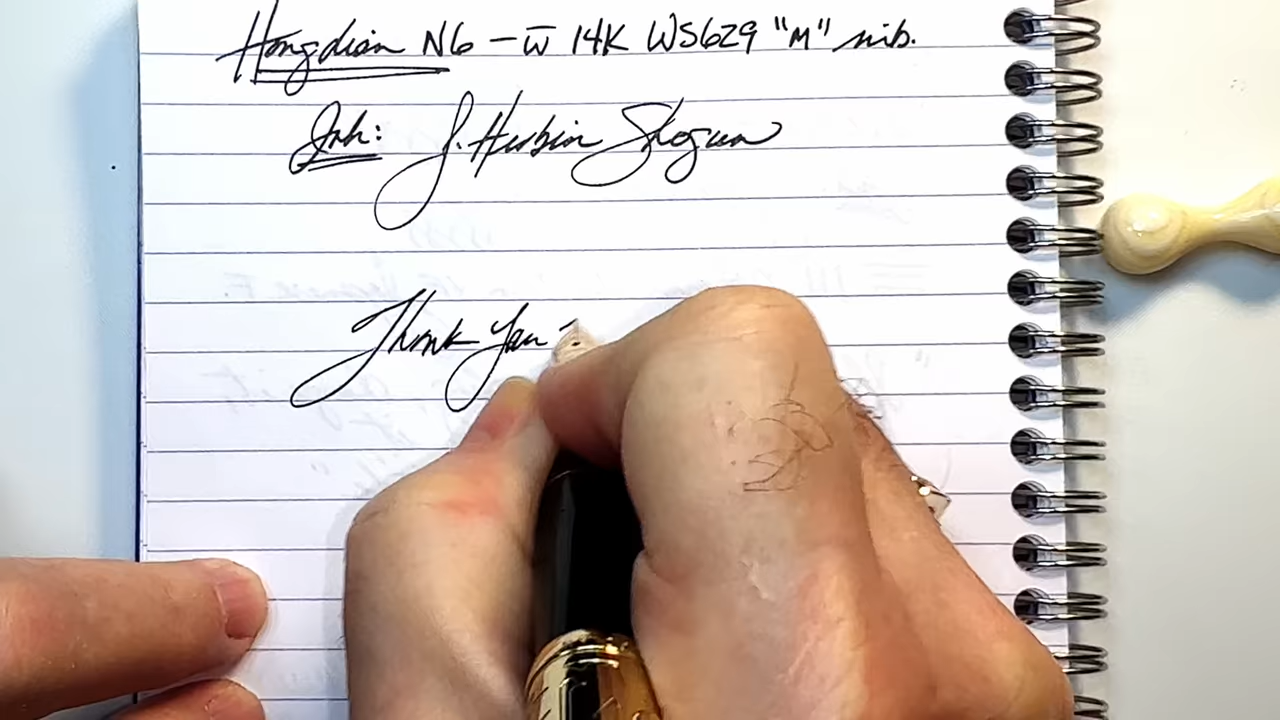 Hongdian N6 - w̅ 14K WS629 "M" nib.
Ink: J. Herbin Shogun
Thank You